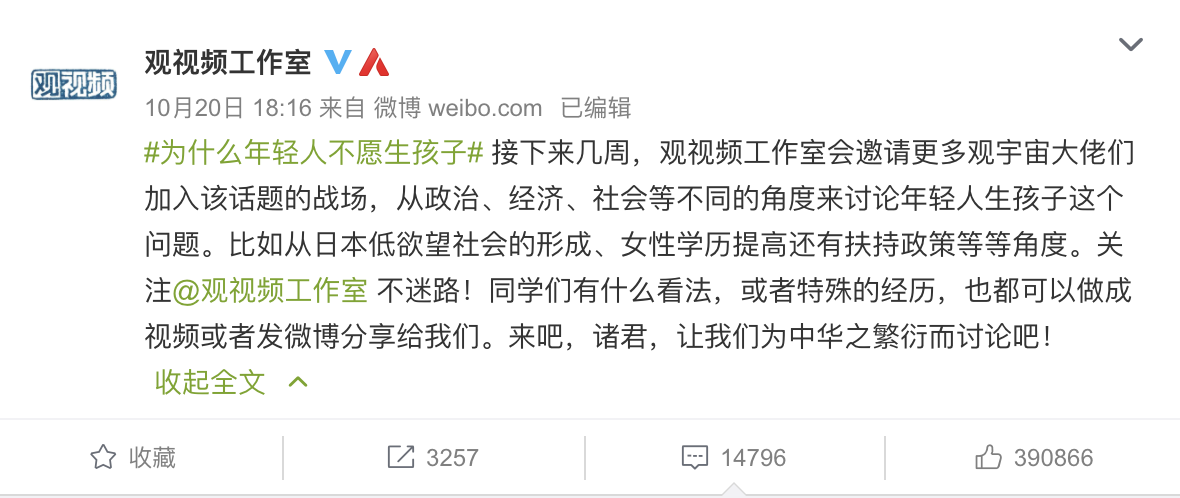 观视频
观视频工作室
10月20日 18:16 来自 微博 weibo.com 已编辑
#为什么年轻人不愿生孩子# 接下来几周，观视频工作室会邀请更多观宇宙大佬们
加入该话题的战场，从政治、经济、社会等不同的角度来讨论年轻人生孩子这个
问题。比如从日本低欲望社会的形成、女性学历提高还有扶持政策等等角度。关
注@观视频工作室 不迷路！同学们有什么看法，或者特殊的经历，也都可以做成
视频或者发微博分享给我们。来吧，诸君，让我们为中华之繁衍而讨论吧！
收起全文
收藏 3257 14796 390866